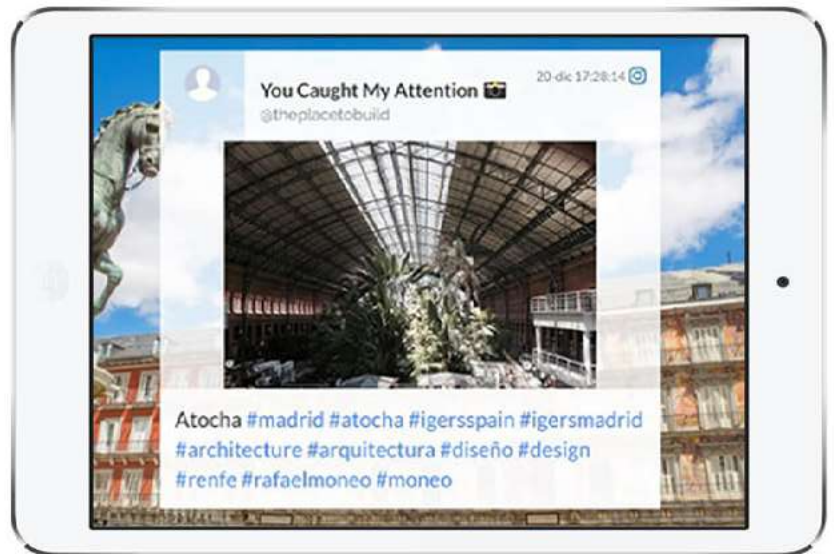 You Caught My Attention 📷
20-dic 17:28:14
@theplacetobuild
Atocha #madrid #atocha #igersspain #igersmadrid
#architecture #arquitectura #diseño #design
#renfe #rafaelmoneo #moneo